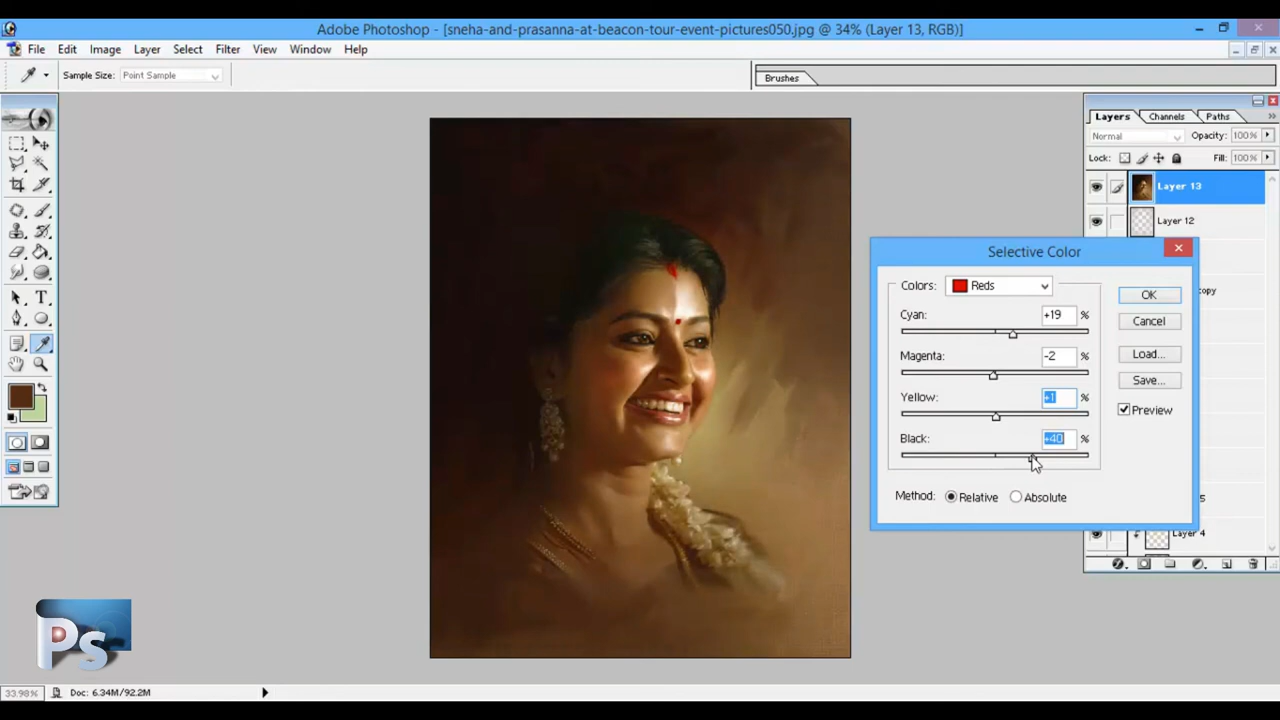 Adobe Photoshop - [sneha-and-prasanna-at-beacon-tour-event-pictures050.jpg @ 34% (Layer 13, RGB)]
File Edit Image Layer Select Filter View Window Help
Sample Size: Point Sample
Brushes
Layers Channels Paths
Normal Opacity: 100%
Lock: Fill: 100%
Layer 13
Layer 12
Selective Color
Colors: Reds
OK
copy
Cyan: +19 %
Cancel
Magenta: -2 %
Load...
Save...
Yellow: +1 %
Preview
Black: +40 %
Method: Relative Absolute
5
Layer 4
Ps
33.98% Doc: 6.34M/92.2M